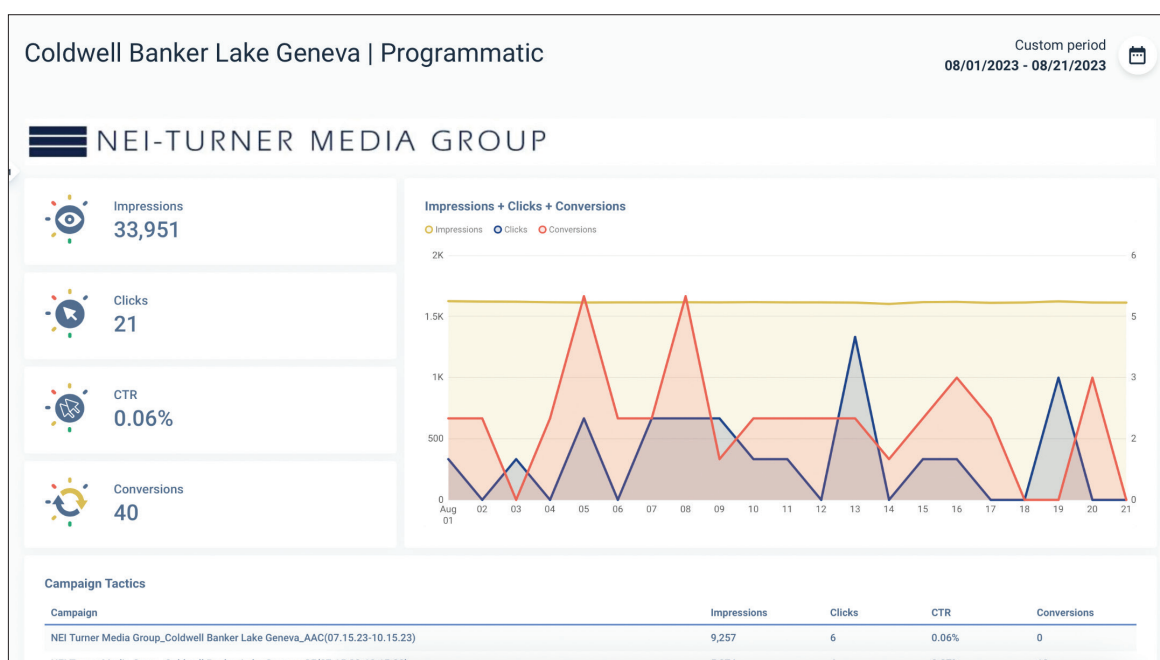 Coldwell Banker Lake Geneva | Programmatic
Custom period
08/01/2023 - 08/21/2023
NEI-TURNER MEDIA GROUP
Impressions
33,951
Clicks
21
CTR
0.06%
Conversions
40
Impressions + Clicks + Conversions
Impressions Clicks Conversions
2K 6
1.5K 5
1K 3
500 2
0 0
Aug 01 02 03 04 05 06 07 08 09 10 11 12 13 14 15 16 17 18 19 20 21
Campaign Tactics
Campaign Impressions Clicks CTR Conversions
NEI Turner Media Group_Coldwell Banker Lake Geneva_AAC(07.15.23-10.15.23) 9,257 6 0.06% 0